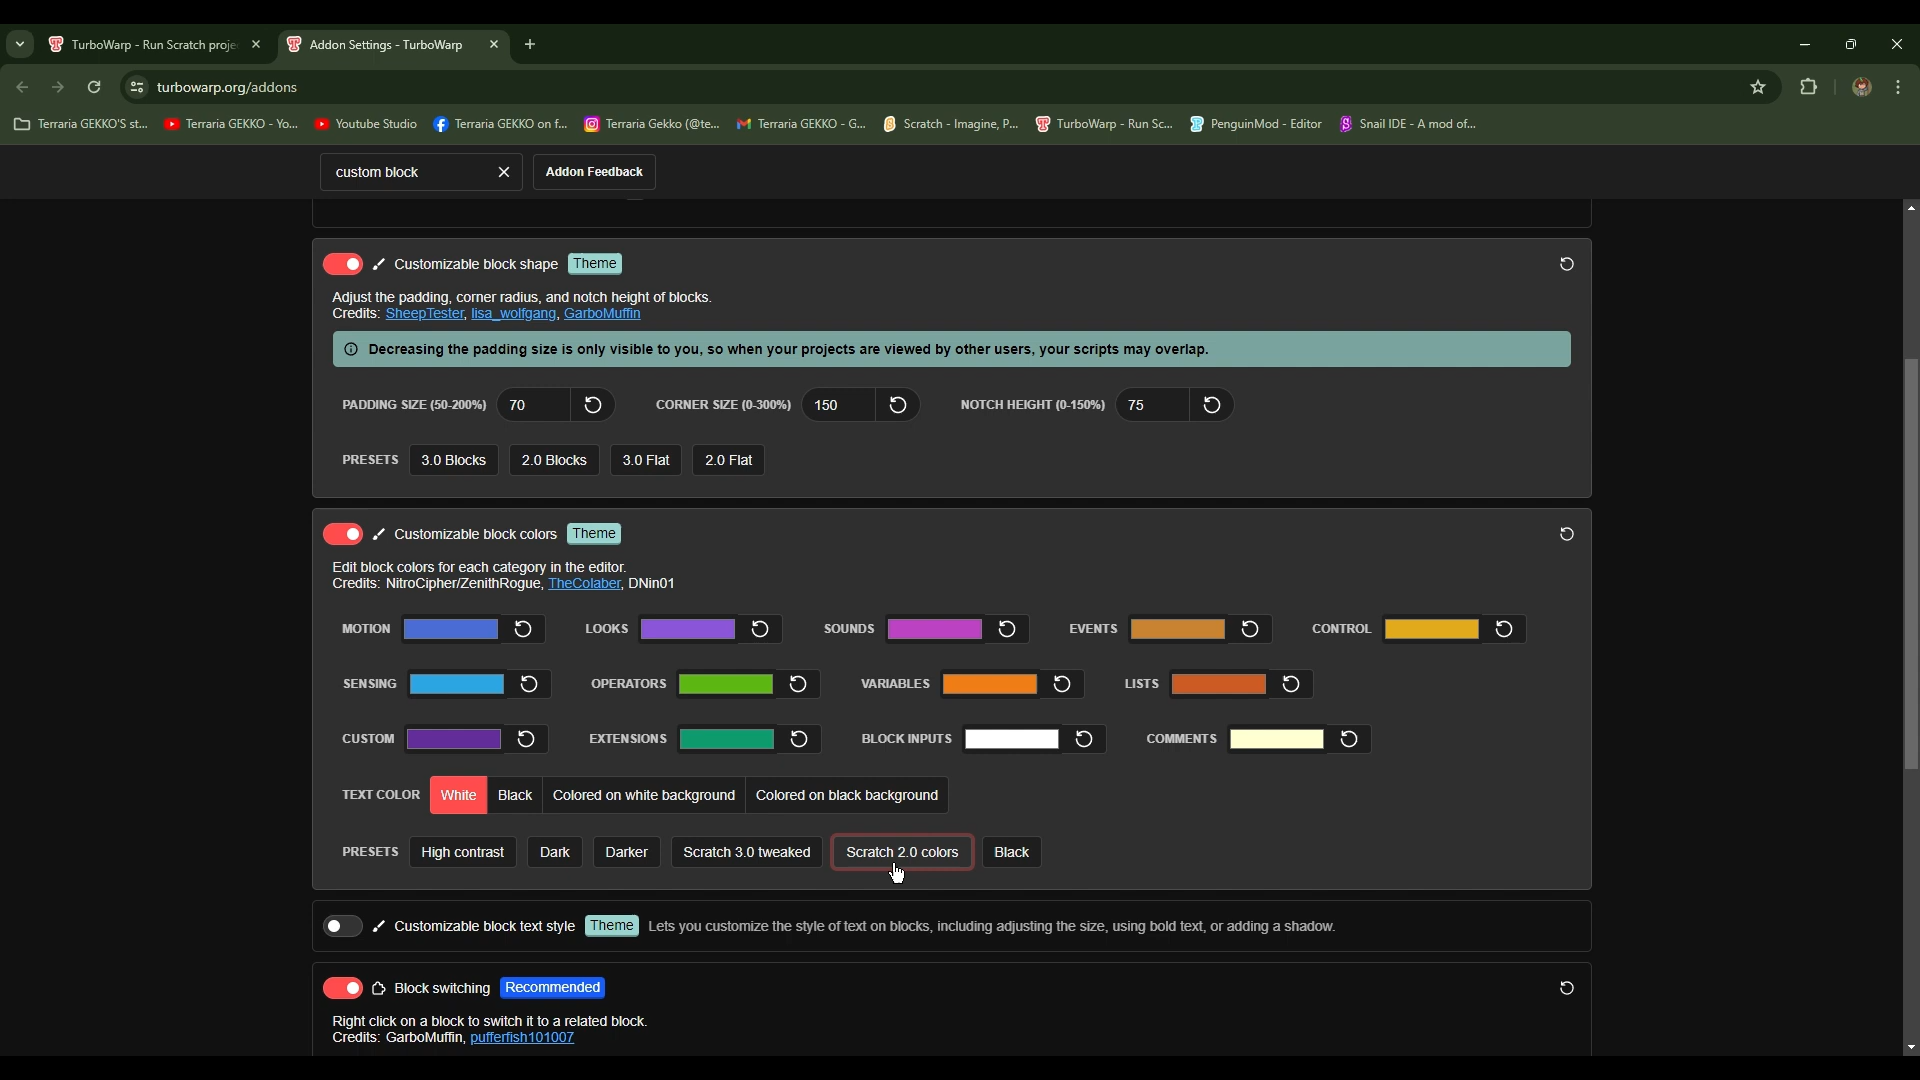 TurboWarp - Run Scratch proje
Addon Settings - TurboWarp
turbowarp.org/addons
Terraria GEKKO'S st...
Terraria GEKKO - Yo...
Youtube Studio
Terraria GEKKO on f...
Terraria Gekko (@te...
Terraria GEKKO - G...
Scratch - Imagine, P...
TurboWarp - Run Sc...
PenguinMod - Editor
Snail IDE - A mod of...
custom block
Addon Feedback
Customizable block shape Theme
Adjust the padding, corner radius, and notch height of blocks.
Credits: SheepTester, lisa_wolfgang, GarboMuffin
Decreasing the padding size is only visible to you, so when your projects are viewed by other users, your scripts may overlap.
PADDING SIZE (50-200%) 70 CORNER SIZE (0-300%) 150 NOTCH HEIGHT (0-150%) 75
PRESETS 3.0 Blocks 2.0 Blocks 3.0 Flat 2.0 Flat
Customizable block colors Theme
Edit block colors for each category in the editor.
Credits: NitroCipher/ZenithRogue, TheColaber, DNin01
MOTION LOOKS SOUNDS EVENTS CONTROL
SENSING OPERATORS VARIABLES LISTS
CUSTOM EXTENSIONS BLOCK INPUTS COMMENTS
TEXT COLOR White Black Colored on white background Colored on black background
PRESETS High contrast Dark Darker Scratch 3.0 tweaked Scratch 2.0 colors Black
Customizable block text style Theme Lets you customize the style of text on blocks, including adjusting the size, using bold text, or adding a shadow.
Block switching Recommended
Right click on a block to switch it to a related block.
Credits: GarboMuffin, pufferfish101007